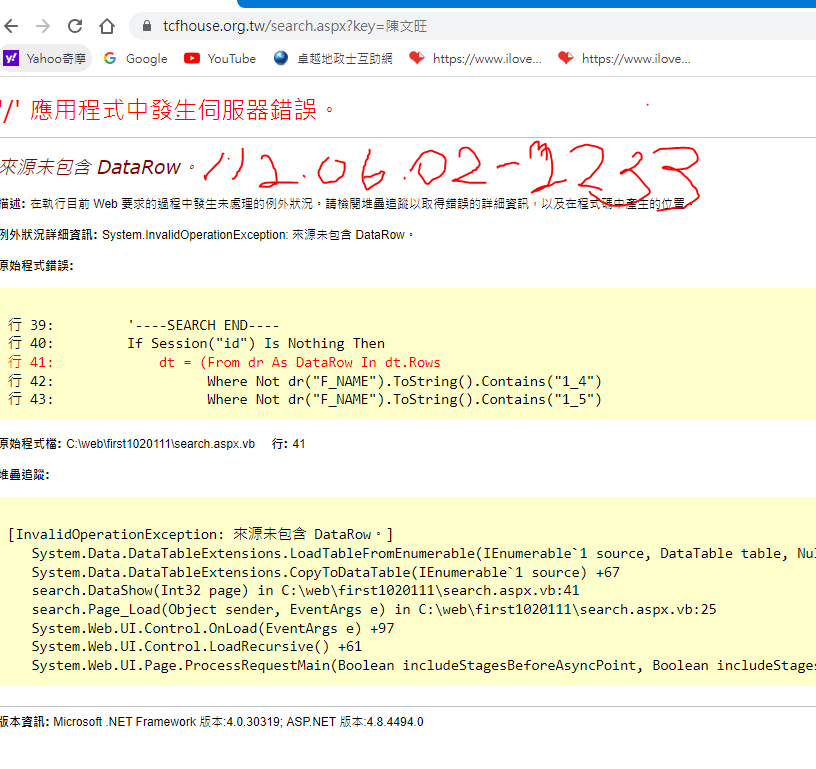 tcfhouse.org.tw/search.aspx?key=陳文旺
Yahoo奇摩 Google YouTube 卓越地政士互助網 https://www.ilove... https://www.ilove...
'/' 應用程式中發生伺服器錯誤。
來源未包含 DataRow。 112.06.02-1233
描述: 在執行目前 Web 要求的過程中發生未處理的例外狀況。請檢閱堆疊追蹤以取得錯誤的詳細資訊，以及在程式碼中產生的位置。
例外狀況詳細資訊: System.InvalidOperationException: 來源未包含 DataRow。
原始程式錯誤:
行 39: '----SEARCH END----
行 40: If Session("id") Is Nothing Then
行 41: dt = (From dr As DataRow In dt.Rows
行 42: Where Not dr("F_NAME").ToString().Contains("1_4")
行 43: Where Not dr("F_NAME").ToString().Contains("1_5")
原始程式檔: C:\web\first1020111\search.aspx.vb 行: 41
堆疊追蹤:
[InvalidOperationException: 來源未包含 DataRow。]
System.Data.DataTableExtensions.LoadTableFromEnumerable(IEnumerable`1 source, DataTable table, Nul
System.Data.DataTableExtensions.CopyToDataTable(IEnumerable`1 source) +67
search.DataShow(Int32 page) in C:\web\first1020111\search.aspx.vb:41
search.Page_Load(Object sender, EventArgs e) in C:\web\first1020111\search.aspx.vb:25
System.Web.UI.Control.OnLoad(EventArgs e) +97
System.Web.UI.Control.LoadRecursive() +61
System.Web.UI.Page.ProcessRequestMain(Boolean includeStagesBeforeAsyncPoint, Boolean includeStages
版本資訊: Microsoft .NET Framework 版本:4.0.30319; ASP.NET 版本:4.8.4494.0